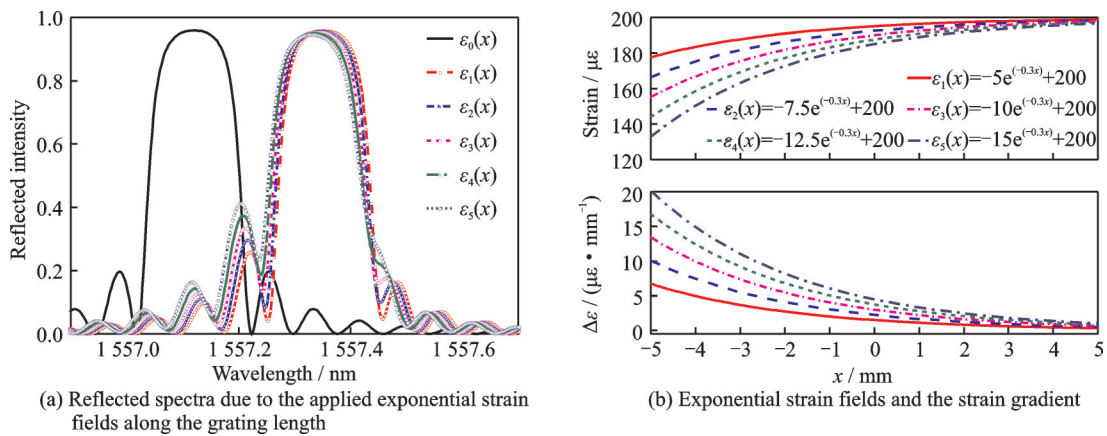 1.0
0.8
0.6
0.4
0.2
0.0
Reflected intensity
ε0(x)
ε1(x)
ε2(x)
ε3(x)
ε4(x)
ε5(x)
1 557.0
1 557.2
1 557.4
1 557.6
Wavelength / nm
(a) Reflected spectra due to the applied exponential strain
fields along the grating length
200
180
160
140
120
Strain / με
ε1(x)=−5e(−0.3x)+200
ε2(x)=−7.5e(−0.3x)+200
ε3(x)=−10e(−0.3x)+200
ε4(x)=−12.5e(−0.3x)+200
ε5(x)=−15e(−0.3x)+200
20
15
10
5
0
Δε / (με • mm−1)
−5 −4 −3 −2 −1 0 1 2 3 4 5
x / mm
(b) Exponential strain fields and the strain gradient